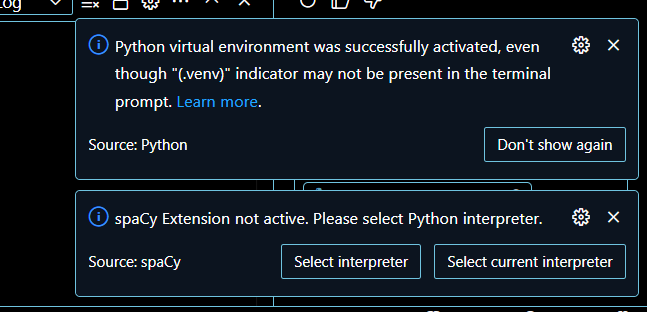 og
Python virtual environment was successfully activated, even
though "(.venv)" indicator may not be present in the terminal
prompt. Learn more.
Source: Python
Don't show again
spaCy Extension not active. Please select Python interpreter.
Source: spaCy
Select interpreter
Select current interpreter